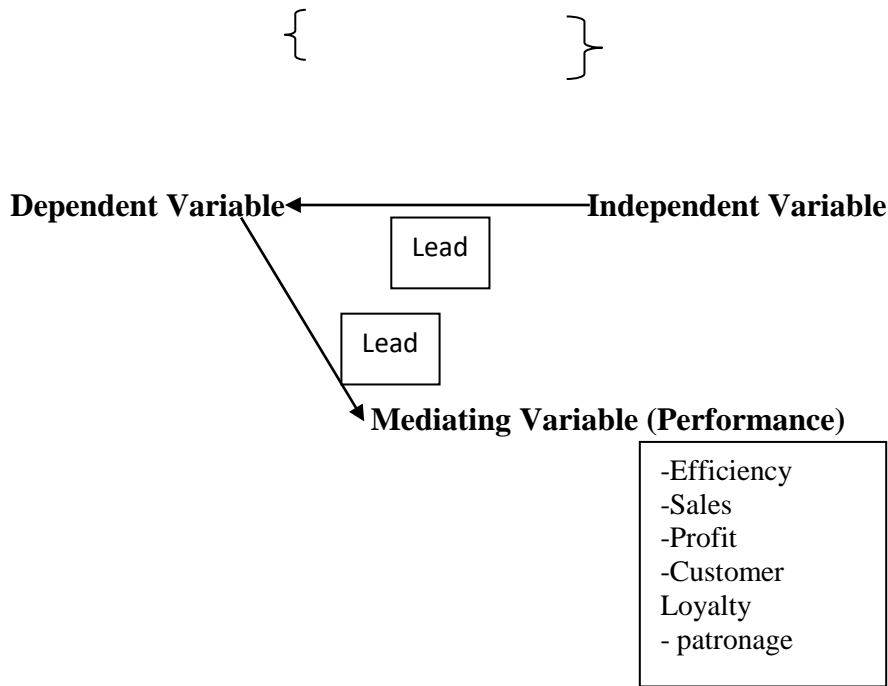 Dependent Variable
Independent Variable
Lead
Lead
Mediating Variable (Performance)
-Efficiency
-Sales
-Profit
-Customer
Loyalty
- patronage